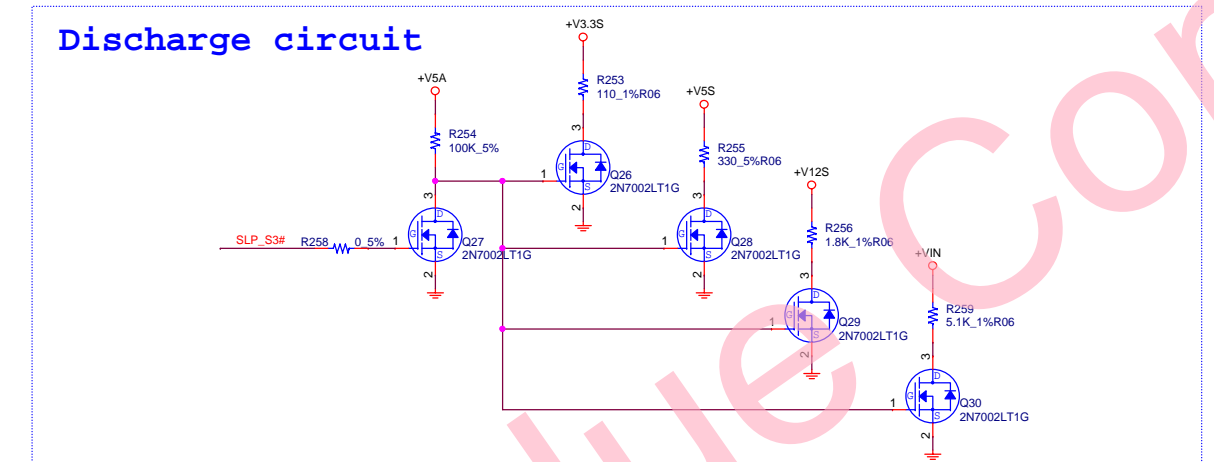 Discharge circuit
+V3.3S
R253
110_1%R06
+V5A
R254
100K_5%
+V5S
R255
330_5%R06
+V12S
R256
1.8K_1%R06
+VIN
R259
5.1K_1%R06
3
D
1
G
S
Q26
2N7002LT1G
2
SLP_S3#
R258
0_5%
3
D
1
G
S
Q27
2N7002LT1G
2
3
D
1
G
S
Q28
2N7002LT1G
2
3
D
1
G
S
Q29
2N7002LT1G
2
3
D
1
G
S
Q30
2N7002LT1G
2